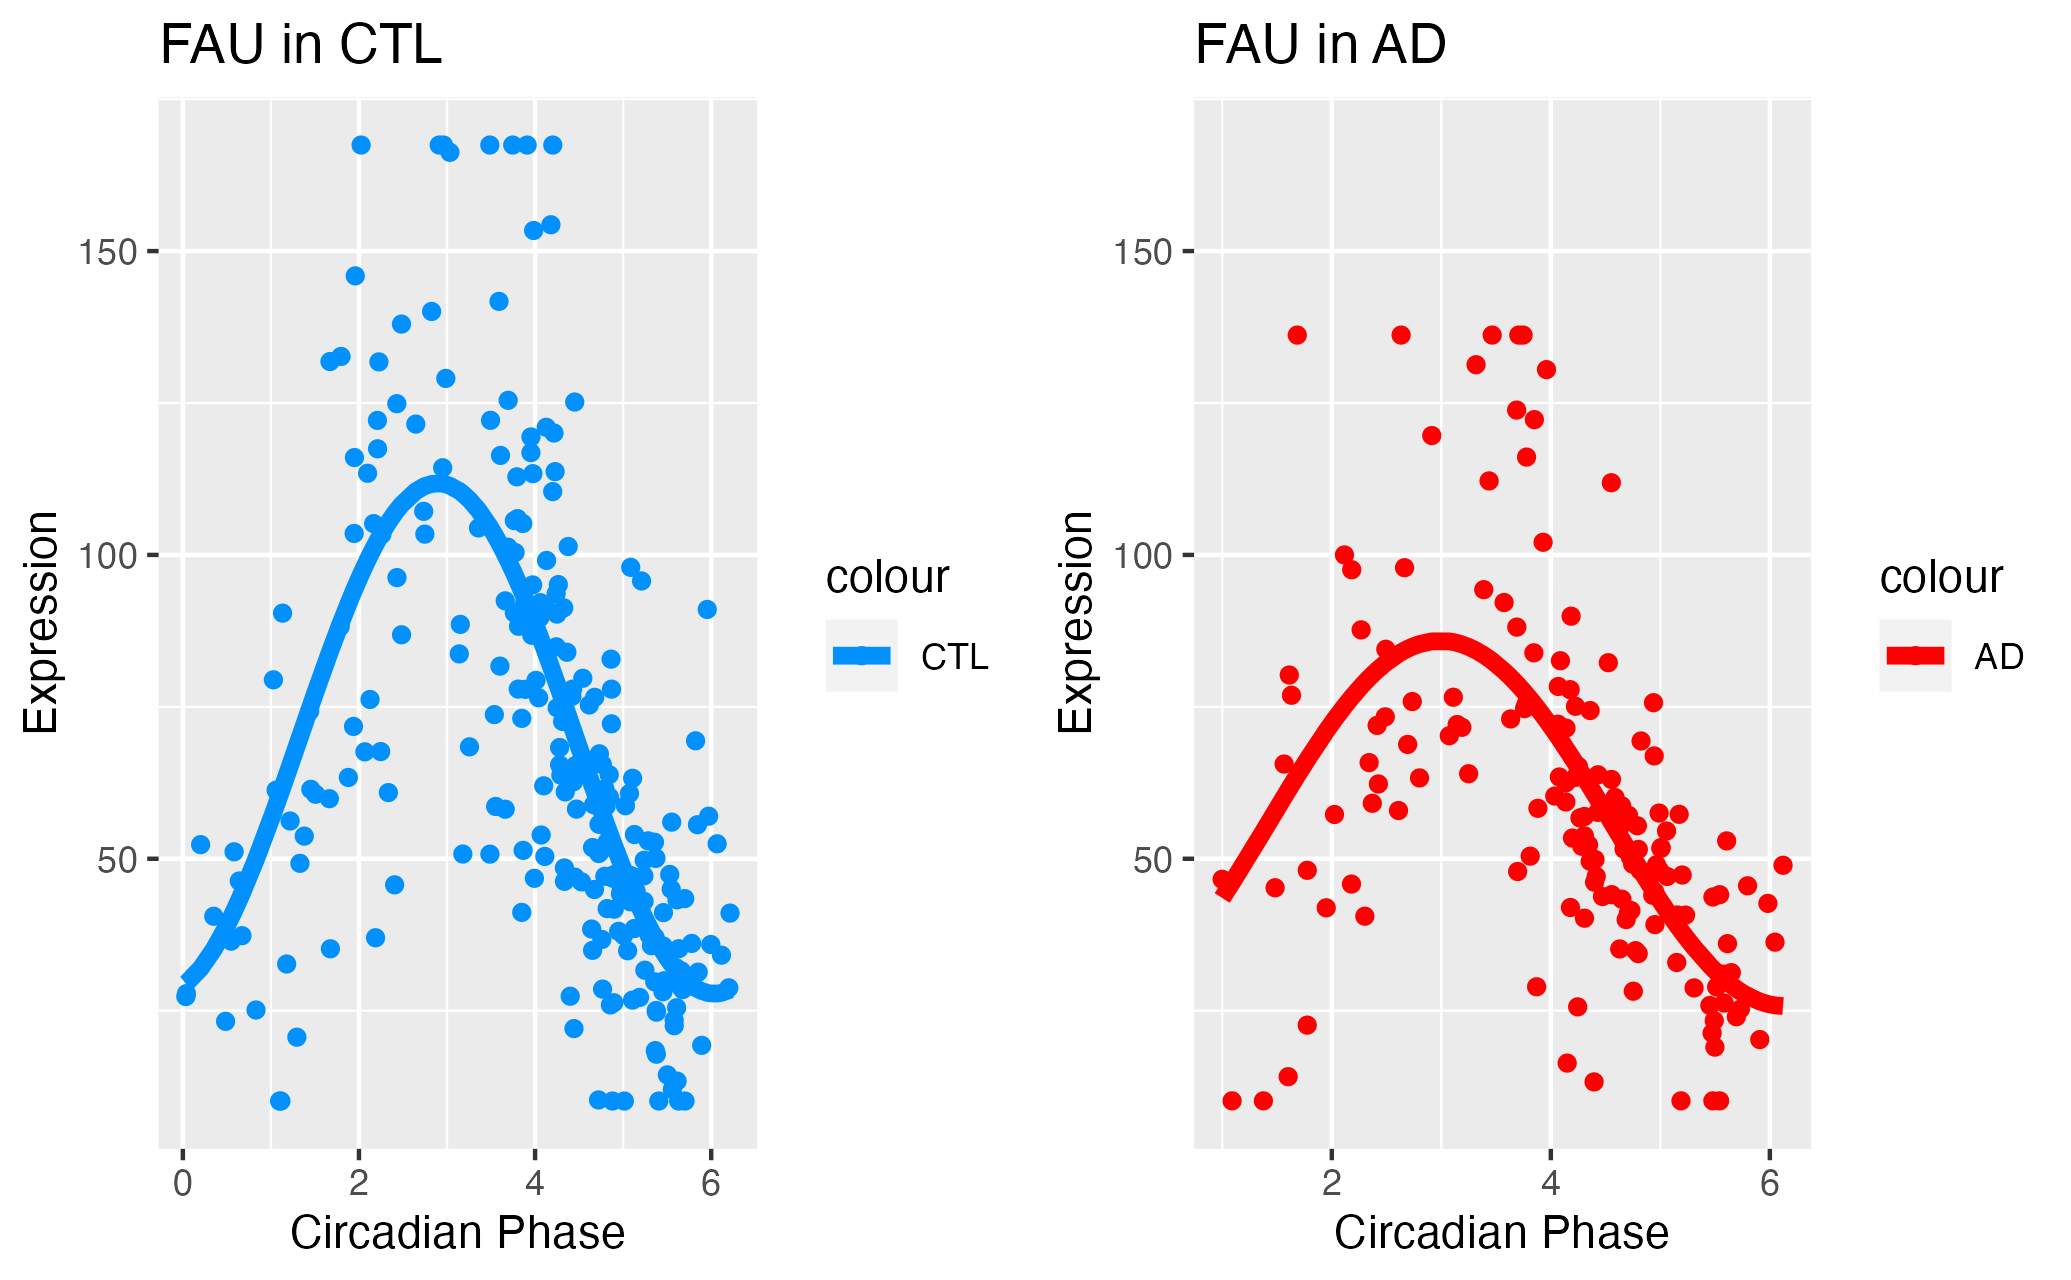 FAU in CTL
150
100
50
Expression
0 2 4 6
Circadian Phase
colour
CTL
FAU in AD
150
100
50
Expression
2 4 6
Circadian Phase
colour
AD